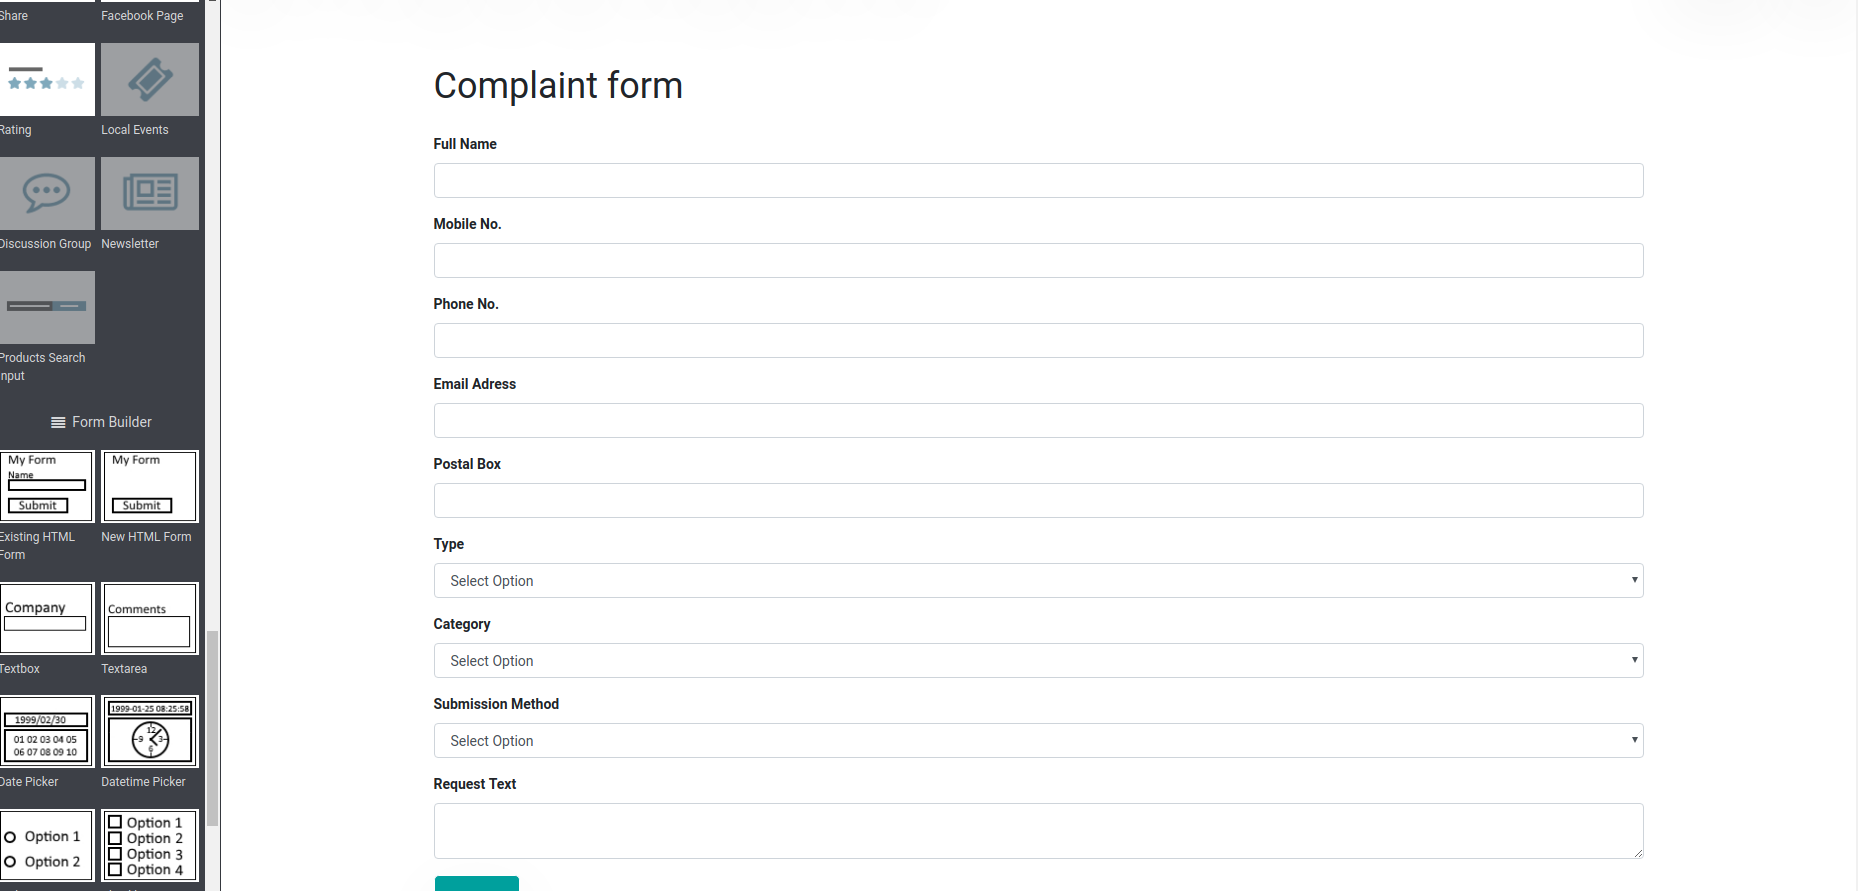 Share
Facebook Page
Rating
Local Events
Discussion Group
Newsletter
Products Search
nput
Form Builder
My Form
Name
Submit
My Form
Submit
Existing HTML
Form
New HTML Form
Company
Comments
Textbox
Textarea
1999/02/30
01 02 03 04 05
06 07 08 09 10
1999-01-25 08:25:58
12
9
3
6
Date Picker
Datetime Picker
Option 1
Option 2
Option 1
Option 2
Option 3
Option 4
Complaint form
Full Name
Mobile No.
Phone No.
Email Adress
Postal Box
Type
Select Option
Category
Select Option
Submission Method
Select Option
Request Text